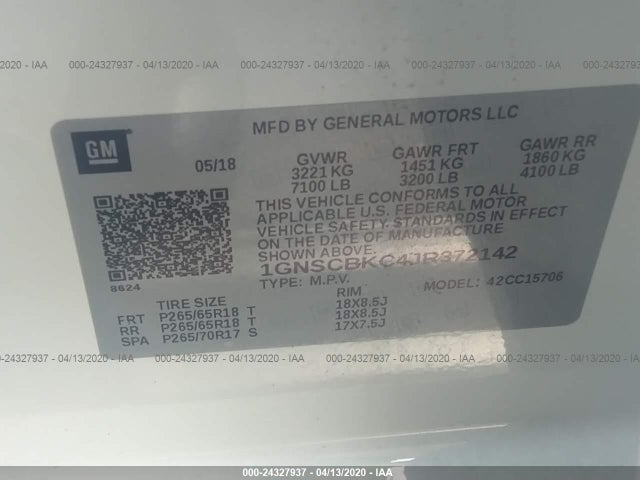 000-24327937 - 04/13/2020 - IAA
MFD BY GENERAL MOTORS LLC
GM
05/18
GVWR
3221 KG
7100 LB
GAWR FRT
1451 KG
3200 LB
GAWR RR
1860 KG
4100 LB
THIS VEHICLE CONFORMS TO ALL
APPLICABLE U.S. FEDERAL MOTOR
VEHICLE SAFETY STANDARDS IN EFFECT
ON THE DATE OF MANUFACTURE
SHOWN ABOVE.
1GNSCBKC4JR372142
TYPE: M.P.V.
MODEL: 42CC15706
8624
TIRE SIZE RIM
FRT P265/65R18 T 18X8.5J
RR P265/65R18 T 18X8.5J
SPA P265/70R17 S 17X7.5J
000-24327937 - 04/13/2020 - IAA